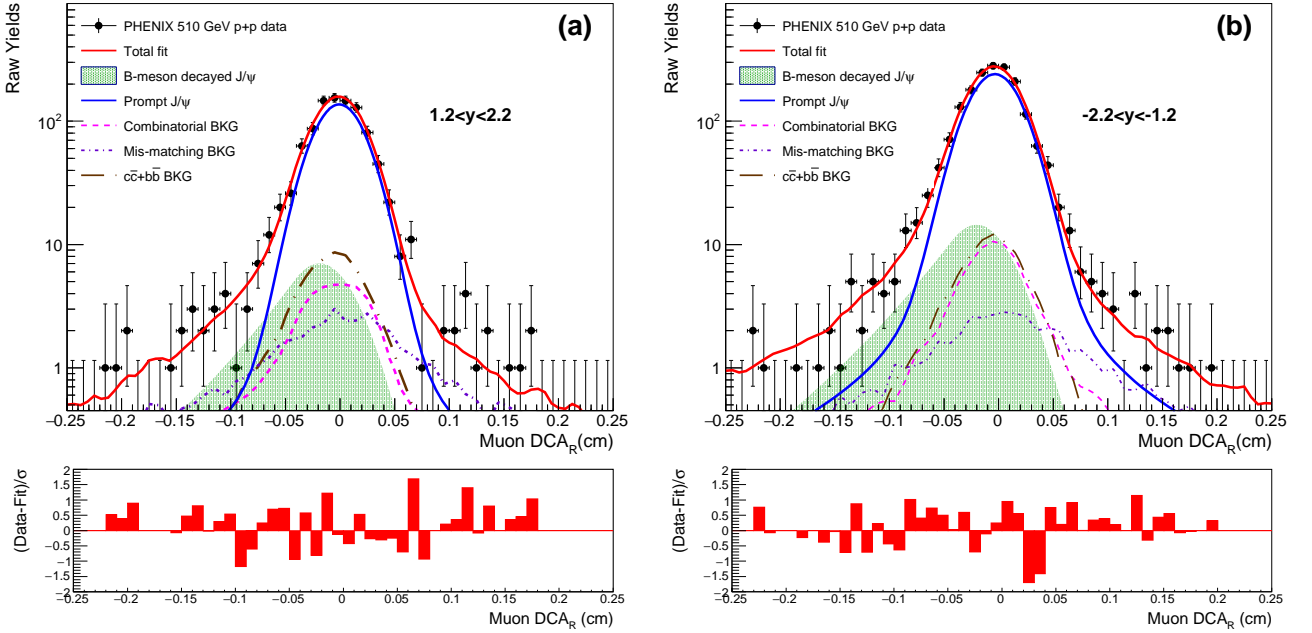 Raw Yields
PHENIX 510 GeV p+p data
Total fit
B-meson decayed J/ψ
Prompt J/ψ
Combinatorial BKG
Mis-matching BKG
cc̄+bb̄ BKG
(a)
1.2<y<2.2
10²
10
1
−0.25 −0.2 −0.15 −0.1 −0.05 0 0.05 0.1 0.15 0.2 0.25
Muon DCA_R(cm)
(Data-Fit)/σ
2
1.5
1
0.5
0
−0.5
−1
−1.5
−2
−0.25 −0.2 −0.15 −0.1 −0.05 0 0.05 0.1 0.15 0.2 0.25
Muon DCA_R (cm)
Raw Yields
PHENIX 510 GeV p+p data
Total fit
B-meson decayed J/ψ
Prompt J/ψ
Combinatorial BKG
Mis-matching BKG
cc̄+bb̄ BKG
(b)
-2.2<y<-1.2
10²
10
1
−0.25 −0.2 −0.15 −0.1 −0.05 0 0.05 0.1 0.15 0.2 0.25
Muon DCA_R(cm)
(Data-Fit)/σ
2
1.5
1
0.5
0
−0.5
−1
−1.5
−2
−0.25 −0.2 −0.15 −0.1 −0.05 0 0.05 0.1 0.15 0.2 0.25
Muon DCA_R (cm)